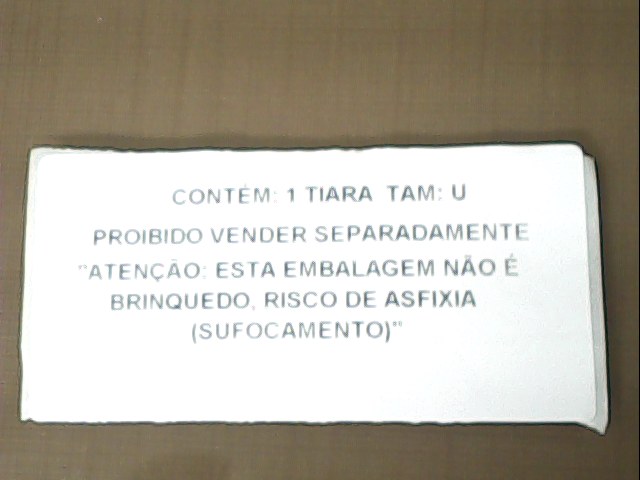 CONTÉM: 1 TIARA TAM: U
PROIBIDO VENDER SEPARADAMENTE
"ATENÇÃO: ESTA EMBALAGEM NÃO É
BRINQUEDO, RISCO DE ASFIXIA
(SUFOCAMENTO)"